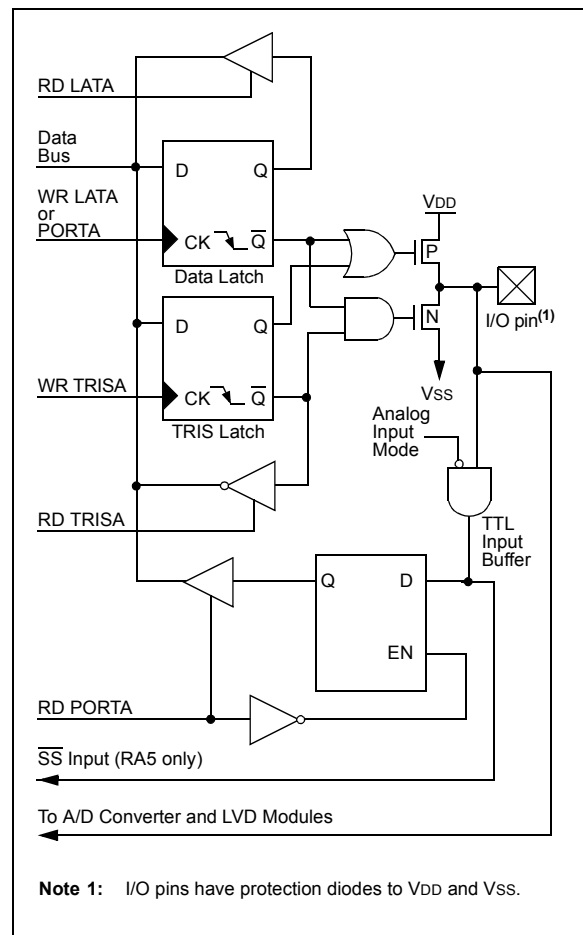 RD LATA
Data
Bus
D Q
VDD
WR LATA
or
PORTA
CK Q̅
P
Data Latch
D Q
N
I/O pin(1)
WR TRISA
CK Q̅
VSS
TRIS Latch
Analog
Input
Mode
RD TRISA
TTL
Input
Buffer
Q D
EN
RD PORTA
S̅S̅ Input (RA5 only)
To A/D Converter and LVD Modules
Note 1: I/O pins have protection diodes to VDD and VSS.